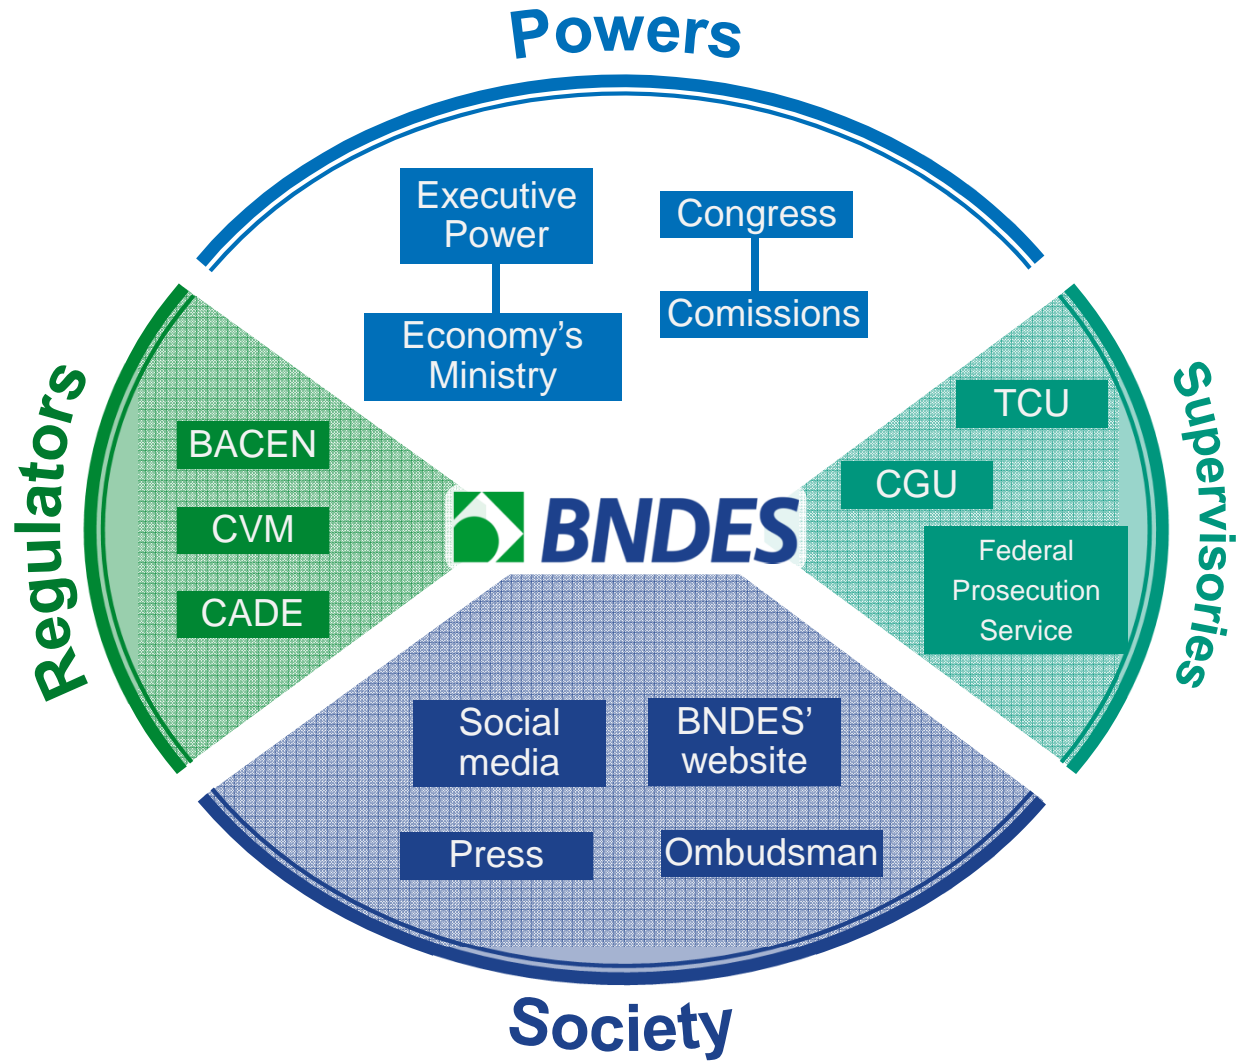 Powers
Executive
Power
Congress
Economy’s
Ministry
Comissions
Regulators
BACEN
CVM
CADE
BNDES
Supervisories
TCU
CGU
Federal
Prosecution
Service
Social
media
BNDES’
website
Press
Ombudsman
Society